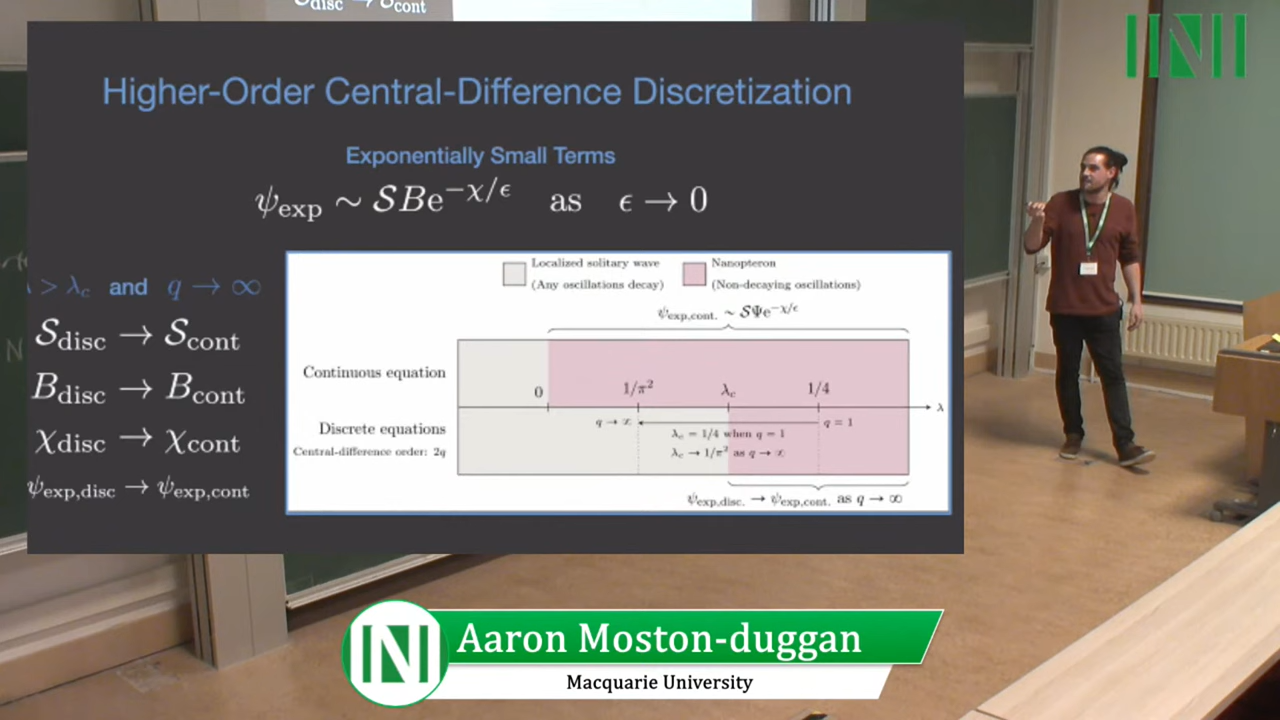 S_disc → S_cont
Higher-Order Central-Difference Discretization
Exponentially Small Terms
ψ_exp ∼ SBe^{−χ/ϵ} as ϵ → 0
> λ_c and q → ∞
S_disc → S_cont
B_disc → B_cont
χ_disc → χ_cont
ψ_exp,disc → ψ_exp,cont
Localized solitary wave
(Any oscillations decay)
Nanopteron
(Non-decaying oscillations)
ψ_exp,cont. ∼ SΨe^{−χ/ϵ}
Continuous equation
0 1/π² λ_c 1/4
λ
Discrete equations
Central-difference order: 2q
q → ∞
q = 1
λ_c = 1/4 when q = 1
λ_c → 1/π² as q → ∞
ψ_exp,disc. → ψ_exp,cont. as q → ∞
INI
INI
Aaron Moston-duggan
Macquarie University